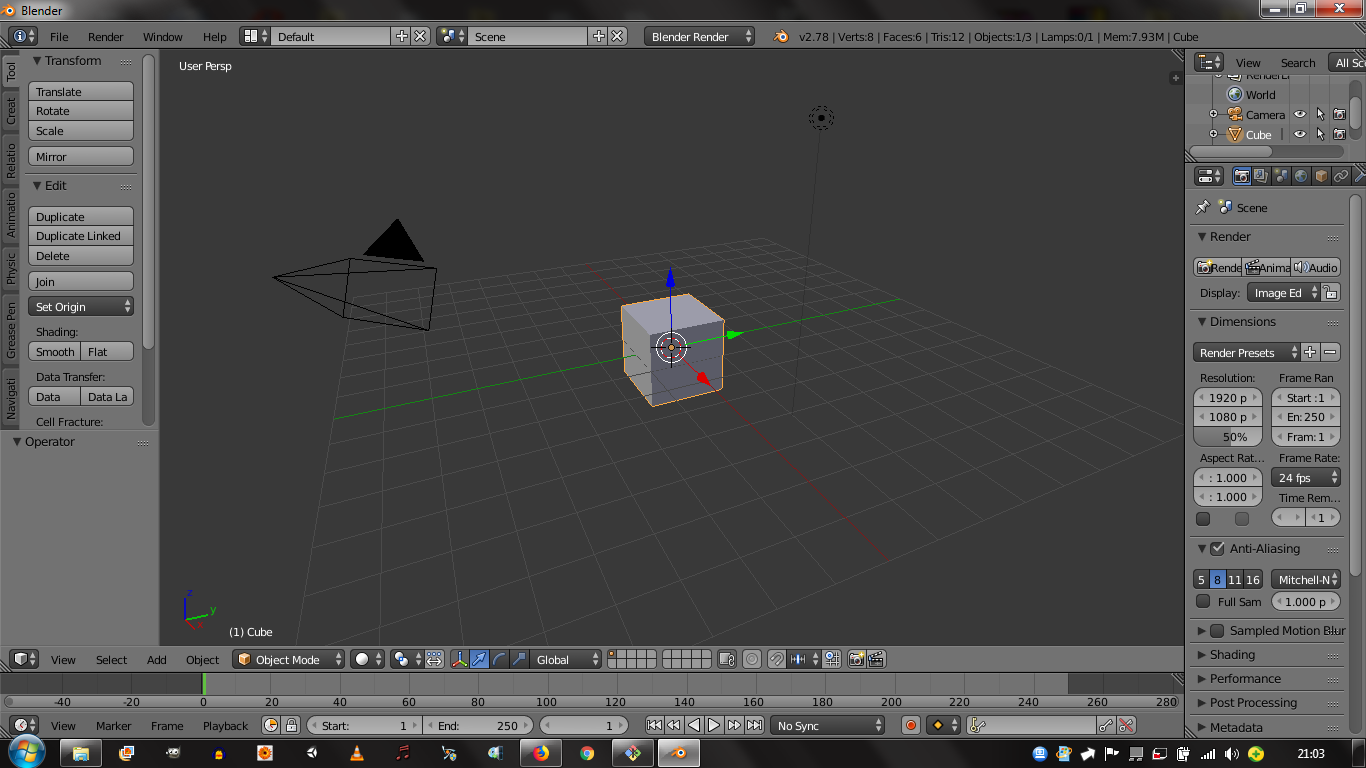 Blender
File Render Window Help Default Scene Blender Render v2.78 | Verts:8 | Faces:6 | Tris:12 | Objects:1/3 | Lamps:0/1 | Mem:7.93M | Cube
Tool
Creat
Relatio
Animatio
Physic
Grease Pen
Navigati
Transform
Translate
Rotate
Scale
Mirror
Edit
Duplicate
Duplicate Linked
Delete
Join
Set Origin
Shading:
Smooth Flat
Data Transfer:
Data Data La
Cell Fracture:
Operator
User Persp
z
y
(1) Cube
View Search All Sc
World
Camera
Cube
Scene
Render
Rende Anima Audio
Display: Image Ed
Dimensions
Render Presets
Resolution: Frame Ran
1920 p Start :1
1080 p En: 250
50% Fram: 1
Aspect Rat... Frame Rate:
: 1.000 24 fps
: 1.000 Time Rem...
1
Anti-Aliasing
5 8 11 16 Mitchell-N
Full Sam 1.000 p
Sampled Motion Blur
Shading
Performance
Post Processing
Metadata
View Select Add Object Object Mode Global
-40 -20 0 20 40 60 80 100 120 140 160 180 200 220 240 260 280
View Marker Frame Playback Start: 1 End: 250 1 No Sync
21:03